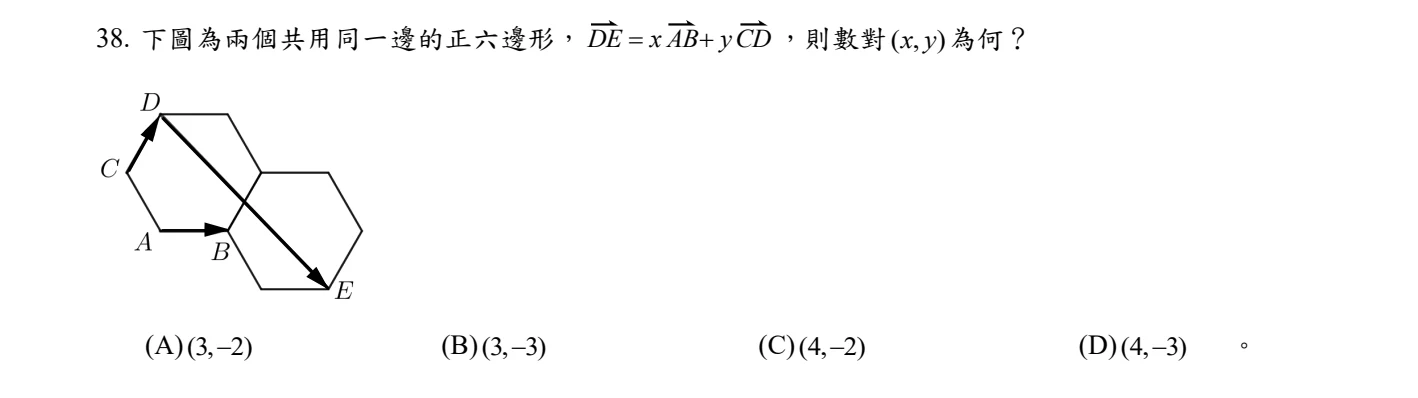 38. 下圖為兩個共用同一邊的正六邊形,$\overrightarrow{DE} = x\overrightarrow{AB} + y\overrightarrow{CD}$,則數對(x, y)為何?
D
C
A
B
E
(A)(3,–2) (B)(3,–3) (C)(4,–2) (D)(4,–3) 。